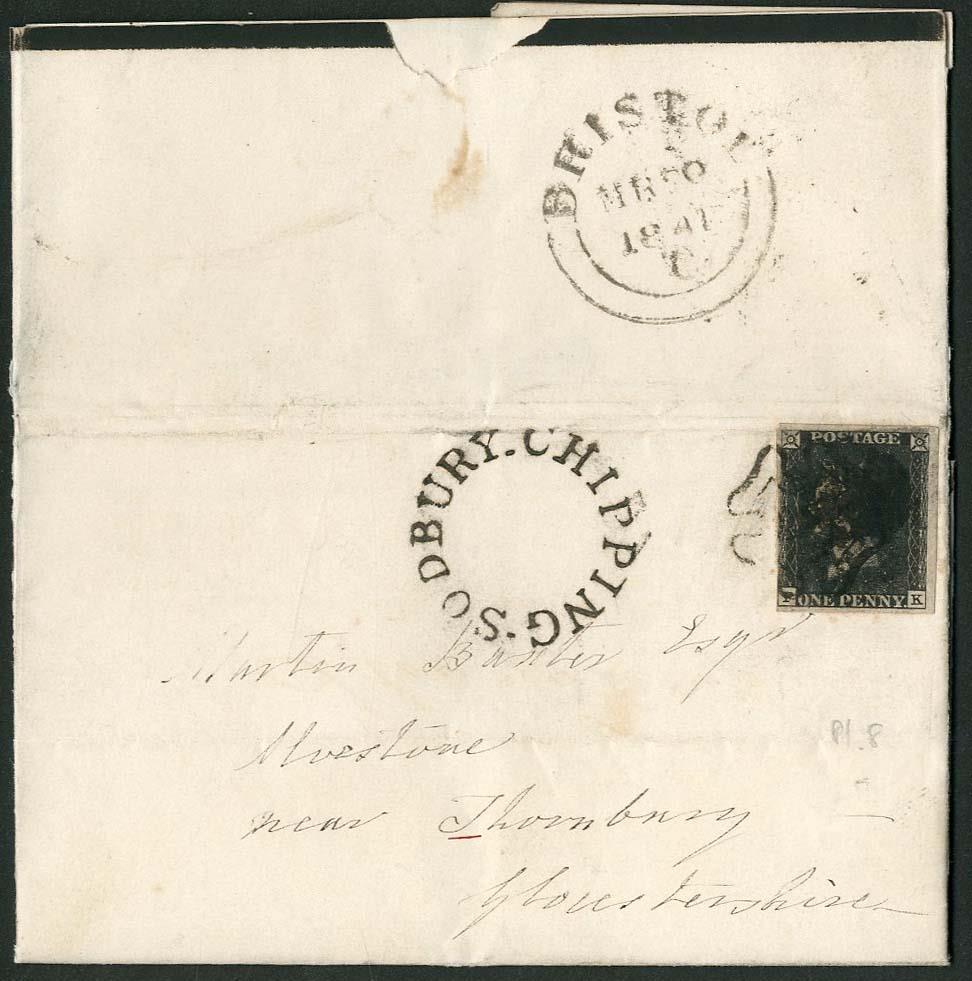 BRISTOL
MR 30
1841
C
CHIPPING-SODBURY.
POSTAGE
ONE PENNY K
Martin Baxter Esqr
Alvestone
Pl. 8
near Thornbury
Gloucestershire